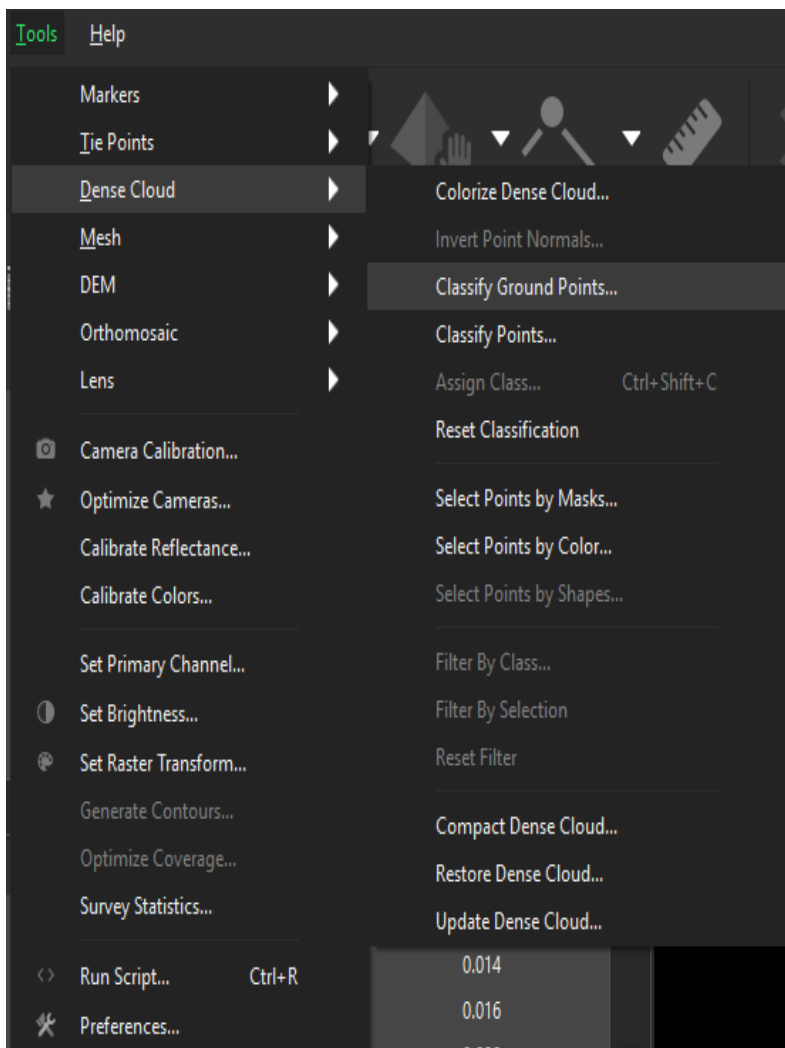 Tools Help
Markers
Tie Points
Dense Cloud
Mesh
DEM
Orthomosaic
Lens
Camera Calibration...
Optimize Cameras...
Calibrate Reflectance...
Calibrate Colors...
Set Primary Channel...
Set Brightness...
Set Raster Transform...
Generate Contours...
Optimize Coverage...
Survey Statistics...
Run Script... Ctrl+R
Preferences...
Colorize Dense Cloud...
Invert Point Normals...
Classify Ground Points...
Classify Points...
Assign Class... Ctrl+Shift+C
Reset Classification
Select Points by Masks...
Select Points by Color...
Select Points by Shapes...
Filter By Class...
Filter By Selection
Reset Filter
Compact Dense Cloud...
Restore Dense Cloud...
Update Dense Cloud...
0.014
0.016